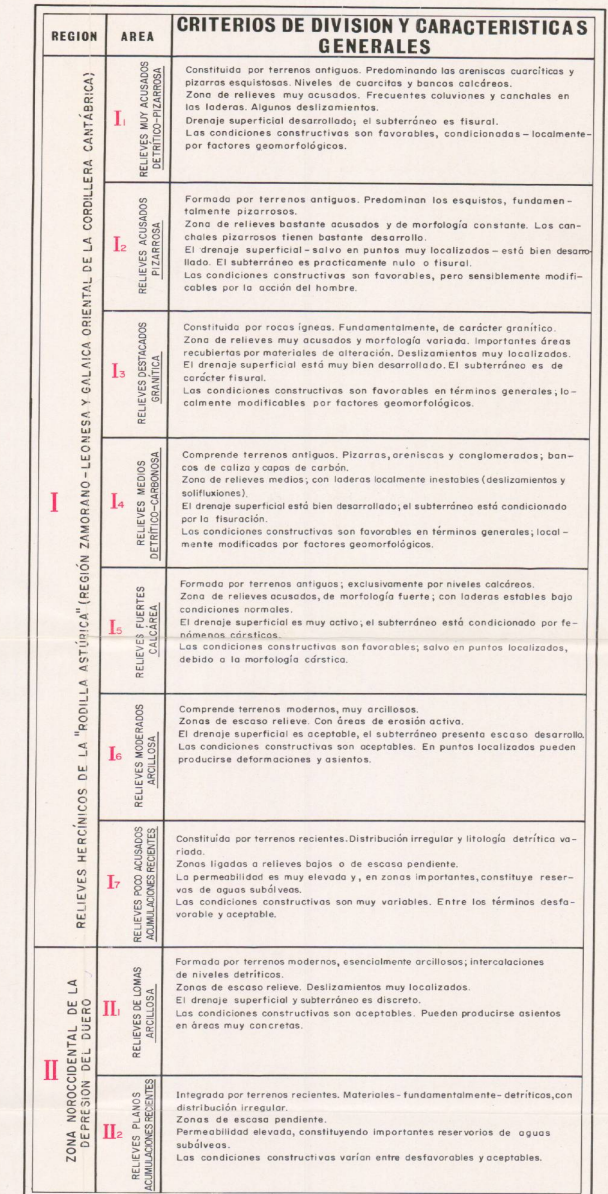 REGION
AREA
CRITERIOS DE DIVISION Y CARACTERISTICAS
GENERALES
I
RELIEVES HERCÍNICOS DE LA "RODILLA ASTÚRICA" (REGIÓN ZAMORANO-LEONESA Y GALAICA ORIENTAL DE LA CORDILLERA CANTÁBRICA)
I1
RELIEVES MUY ACUSADOS
DETRÍTICO-PIZARROSA
Constituida por terrenos antiguos. Predominando las areniscas cuarcíticas y
pizarras esquistosas. Niveles de cuarcitas y bancos calcáreos.
Zona de relieves muy acusados. Frecuentes coluviones y canchales en
las laderas. Algunos deslizamientos.
Drenaje superficial desarrollado; el subterráneo es fisural.
Las condiciones constructivas son favorables, condicionadas – localmente–
por factores geomorfológicos.
I2
RELIEVES ACUSADOS
PIZARROSA
Formada por terrenos antiguos. Predominan los esquistos, fundamen-
talmente pizarrosos.
Zona de relieves bastante acusados y de morfología constante. Los can-
chales pizarrosos tienen bastante desarrollo.
El drenaje superficial – salvo en puntos muy localizados – está bien desarro-
llado. El subterráneo es practicamente nulo o fisural.
Las condiciones constructivas son favorables, pero sensiblemente modifi-
cables por la acción del hombre.
I3
RELIEVES DESTACADOS
GRANÍTICA
Constituida por rocas ígneas. Fundamentalmente, de carácter granítico.
Zona de relieves muy acusados y morfología variada. Importantes áreas
recubiertas por materiales de alteración. Deslizamientos muy localizados.
El drenaje superficial está muy bien desarrollado. El subterráneo es de
carácter fisural.
Las condiciones constructivas son favorables en términos generales; lo-
calmente modificables por factores geomorfológicos.
I4
RELIEVES MEDIOS
DETRÍTICO-CARBONOSA
Comprende terrenos antiguos. Pizarras, areniscas y conglomerados; ban-
cos de caliza y capas de carbón.
Zona de relieves medios; con laderas localmente inestables (deslizamientos y
solifluxiones).
El drenaje superficial está bien desarrollado; el subterráneo está condicionado
por la fisuración.
Las condiciones constructivas son favorables en términos generales; local-
mente modificadas por factores geomorfológicos.
I5
RELIEVES FUERTES
CALCÁREA
Formada por terrenos antiguos; exclusivamente por niveles calcáreos.
Zona de relieves acusados, de morfología fuerte; con laderas estables bajo
condiciones normales.
El drenaje superficial es muy activo; el subterráneo está condicionado por fe-
nómenos cársticos.
Las condiciones constructivas son favorables; salvo en puntos localizados,
debido a la morfología cárstica.
I6
RELIEVES MODERADOS
ARCILLOSA
Comprende terrenos modernos, muy arcillosos.
Zonas de escaso relieve. Con áreas de erosión activa.
El drenaje superficial es aceptable, el subterráneo presenta escaso desarrollo.
Las condiciones constructivas son aceptables. En puntos localizados pueden
producirse deformaciones y asientos.
I7
RELIEVES POCO ACUSADOS
ACUMULACIONES RECIENTES
Constituída por terrenos recientes. Distribución irregular y litología detrítica va-
riada.
Zonas ligadas a relieves bajos o de escasa pendiente.
La permeabilidad es muy elevada y, en zonas importantes, constituye reser-
vas de aguas subálveas.
Las condiciones constructivas son muy variables. Entre los términos desfa-
vorable y aceptable.
II
ZONA NOROCCIDENTAL DE LA
DEPRESIÓN DEL DUERO
II1
RELIEVES DE LOMAS
ARCILLOSA
Formada por terrenos modernos, esencialmente arcillosos; intercalaciones
de niveles detríticos.
Zonas de escaso relieve. Deslizamientos muy localizados.
El drenaje superficial y subterráneo es discreto.
Las condiciones constructivas son aceptables. Pueden producirse asientos
en áreas muy concretas.
II2
RELIEVES PLANOS
ACUMULACIONES RECIENTES
Integrada por terrenos recientes. Materiales – fundamentalmente – detríticos, con
distribución irregular.
Zonas de escasa pendiente.
Permeabilidad elevada, constituyendo importantes reservorios de aguas
subálveas.
Las condiciones constructivas varían entre desfavorables y aceptables.